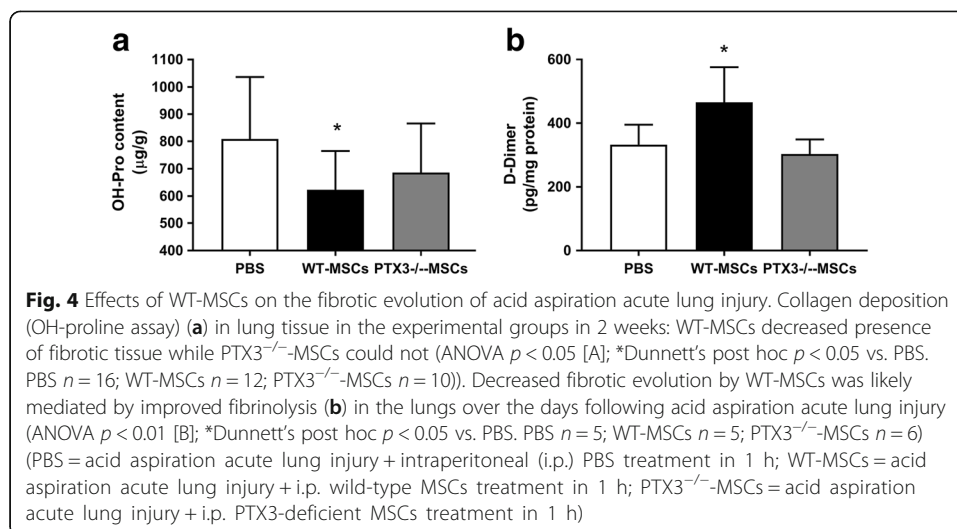 a
OH-Pro content
(μg/g)
1100
1000
900
800
700
600
500
400
*
PBS WT-MSCs PTX3-/--MSCs
b
D-Dimer
(pg/mg protein)
600
400
200
0
*
PBS WT-MSCs PTX3-/--MSCs
Fig. 4 Effects of WT-MSCs on the fibrotic evolution of acid aspiration acute lung injury. Collagen deposition
(OH-proline assay) (a) in lung tissue in the experimental groups in 2 weeks: WT-MSCs decreased presence
of fibrotic tissue while PTX3−/−-MSCs could not (ANOVA p < 0.05 [A]; *Dunnett's post hoc p < 0.05 vs. PBS.
PBS n = 16; WT-MSCs n = 12; PTX3−/−-MSCs n = 10)). Decreased fibrotic evolution by WT-MSCs was likely
mediated by improved fibrinolysis (b) in the lungs over the days following acid aspiration acute lung injury
(ANOVA p < 0.01 [B]; *Dunnett's post hoc p < 0.05 vs. PBS. PBS n = 5; WT-MSCs n = 5; PTX3−/−-MSCs n = 6)
(PBS = acid aspiration acute lung injury + intraperitoneal (i.p.) PBS treatment in 1 h; WT-MSCs = acid
aspiration acute lung injury + i.p. wild-type MSCs treatment in 1 h; PTX3−/−-MSCs = acid aspiration
acute lung injury + i.p. PTX3-deficient MSCs treatment in 1 h)